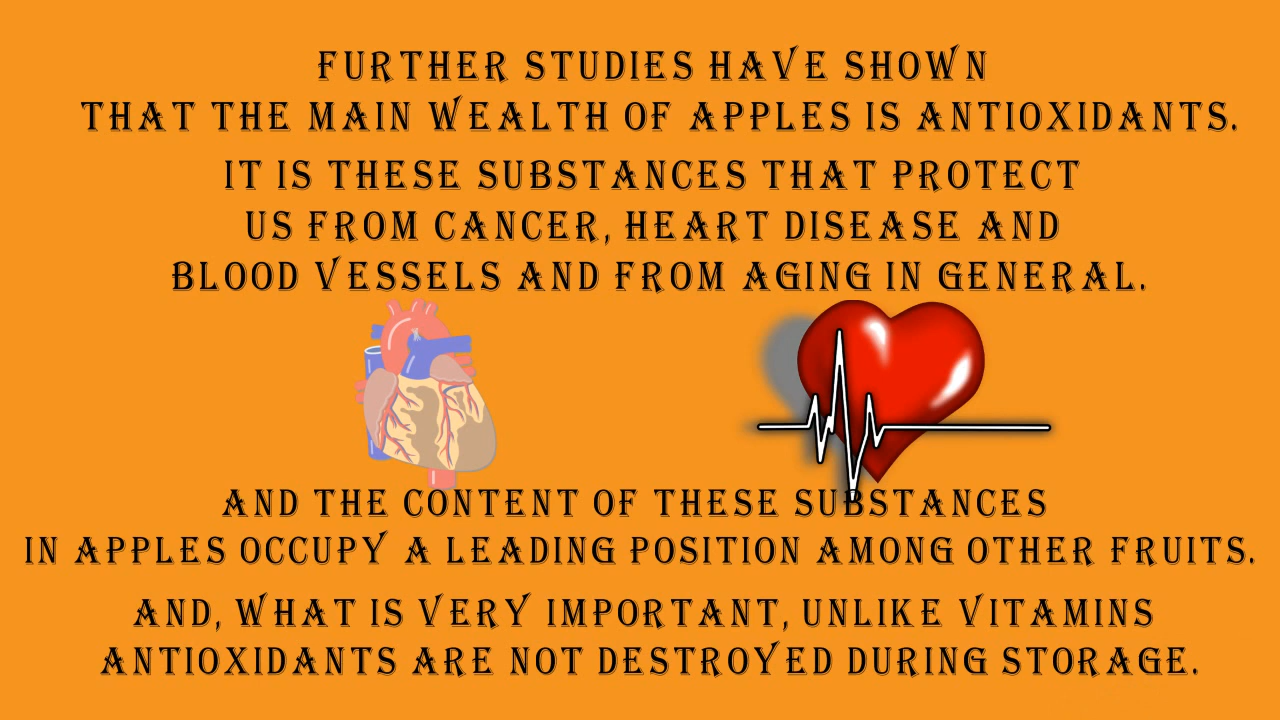 FURTHER STUDIES HAVE SHOWN
THAT THE MAIN WEALTH OF APPLES IS ANTIOXIDANTS.
IT IS THESE SUBSTANCES THAT PROTECT
US FROM CANCER, HEART DISEASE AND
BLOOD VESSELS AND FROM AGING IN GENERAL.
AND THE CONTENT OF THESE SUBSTANCES
IN APPLES OCCUPY A LEADING POSITION AMONG OTHER FRUITS.
AND, WHAT IS VERY IMPORTANT, UNLIKE VITAMINS
ANTIOXIDANTS ARE NOT DESTROYED DURING STORAGE.